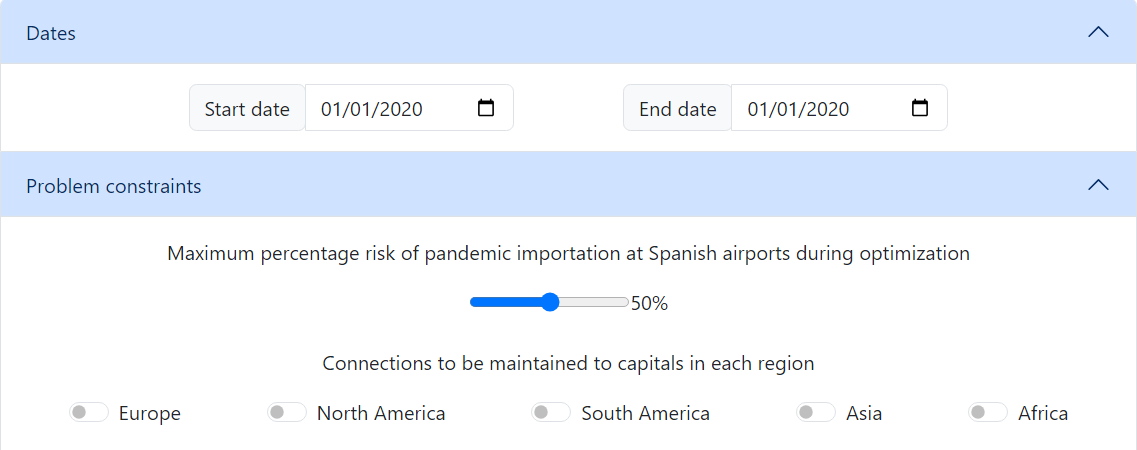 Dates
Start date 01/01/2020 End date 01/01/2020
Problem constraints
Maximum percentage risk of pandemic importation at Spanish airports during optimization
50%
Connections to be maintained to capitals in each region
Europe North America South America Asia Africa